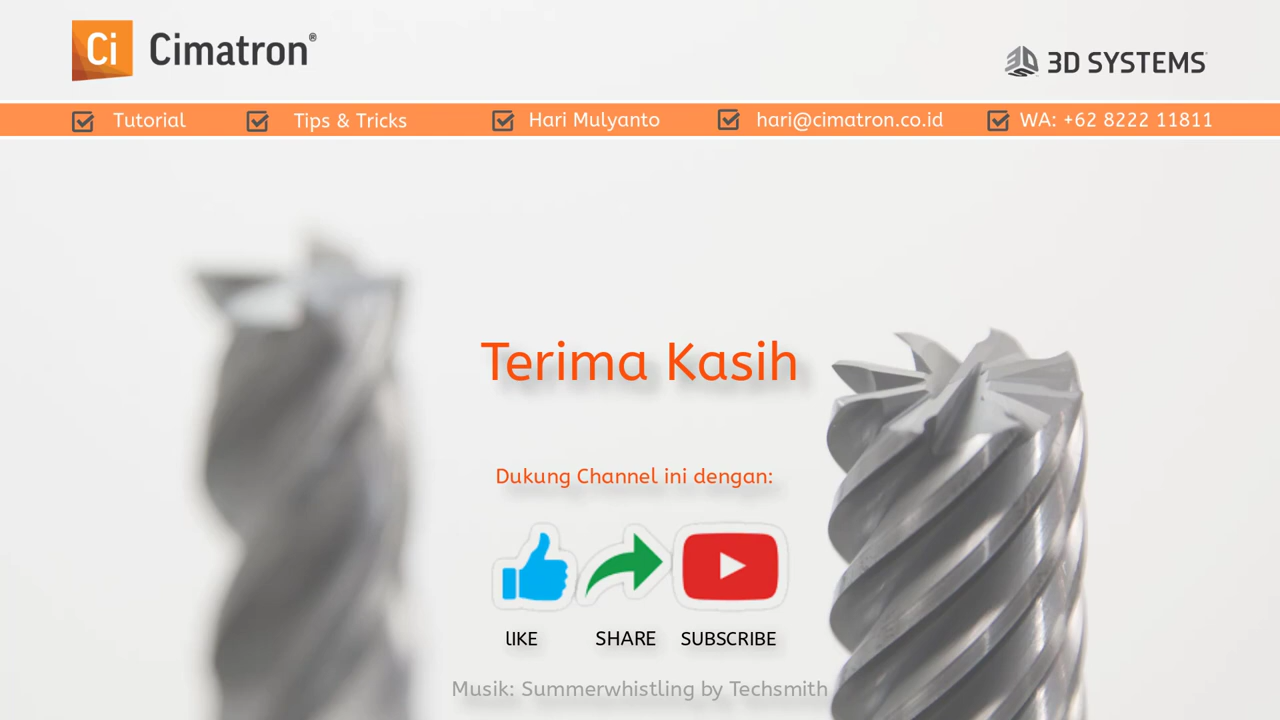 Ci Cimatron®
3D SYSTEMS
Tutorial Tips & Tricks Hari Mulyanto hari@cimatron.co.id WA: +62 8222 11811
Terima Kasih
Dukung Channel ini dengan:
lIKE SHARE SUBSCRIBE
Musik: Summerwhistling by Techsmith